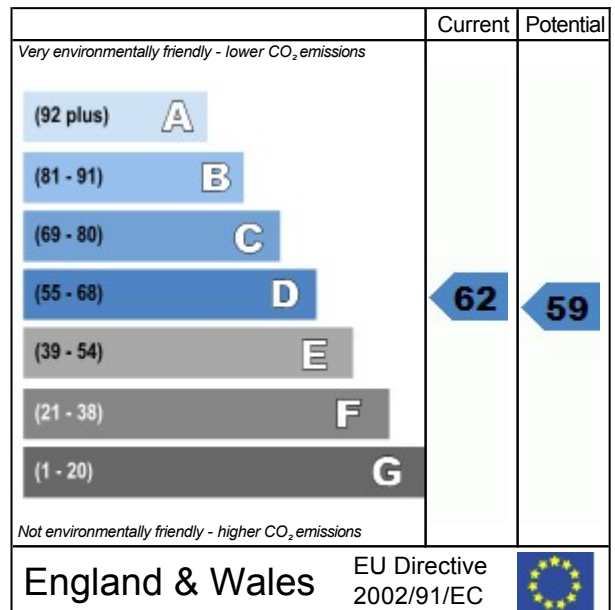 Current Potential
Very environmentally friendly - lower CO₂ emissions
(92 plus) A
(81 - 91) B
(69 - 80) C
(55 - 68) D 62 59
(39 - 54) E
(21 - 38) F
(1 - 20) G
Not environmentally friendly - higher CO₂ emissions
England & Wales
EU Directive
2002/91/EC